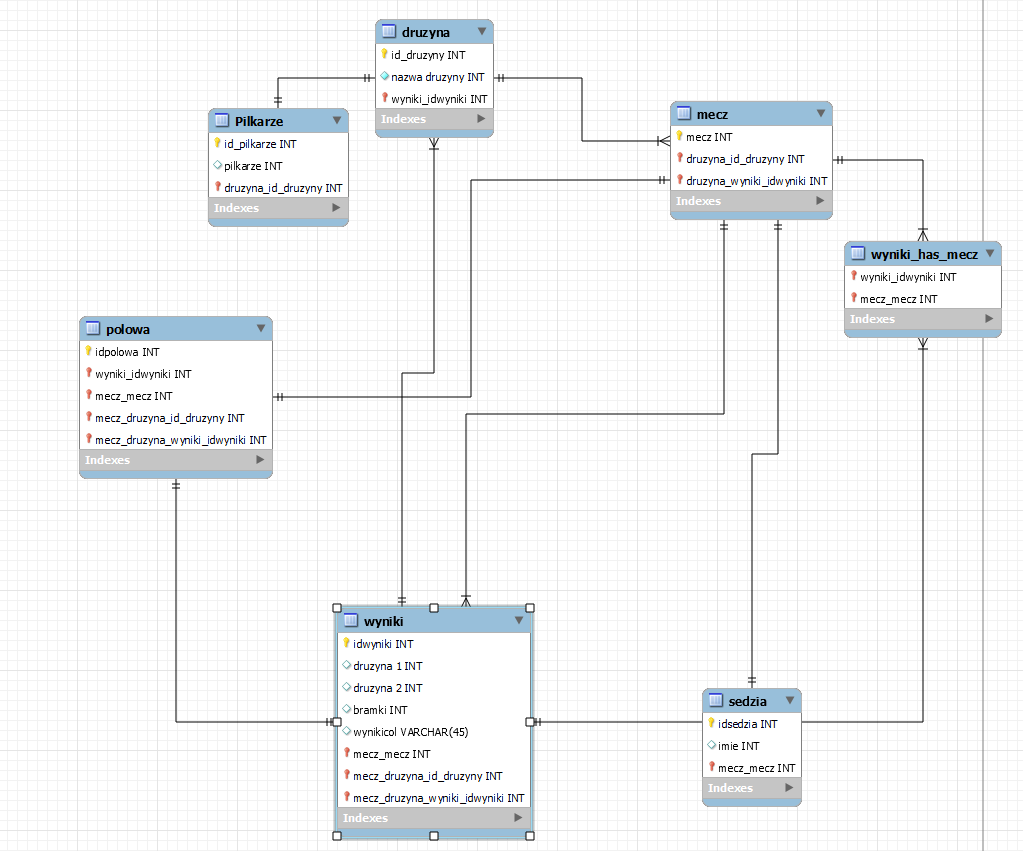 druzyna
id_druzyny INT
nazwa druzyny INT
wyniki_idwyniki INT
Indexes
Pilkarze
id_pilkarze INT
pilkarze INT
druzyna_id_druzyny INT
Indexes
mecz
mecz INT
druzyna_id_druzyny INT
druzyna_wyniki_idwyniki INT
Indexes
wyniki_has_mecz
wyniki_idwyniki INT
mecz_mecz INT
Indexes
polowa
idpolowa INT
wyniki_idwyniki INT
mecz_mecz INT
mecz_druzyna_id_druzyny INT
mecz_druzyna_wyniki_idwyniki INT
Indexes
wyniki
idwyniki INT
druzyna 1 INT
druzyna 2 INT
bramki INT
wynikicol VARCHAR(45)
mecz_mecz INT
mecz_druzyna_id_druzyny INT
mecz_druzyna_wyniki_idwyniki INT
Indexes
sedzia
idsedzia INT
imie INT
mecz_mecz INT
Indexes